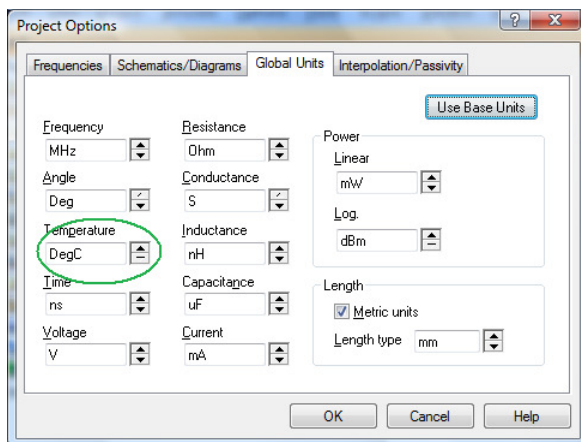 Project Options
Frequencies Schematics/Diagrams Global Units Interpolation/Passivity
Use Base Units
Frequency
MHz
Angle
Deg
Temperature
DegC
Time
ns
Voltage
V
Resistance
Ohm
Conductance
S
Inductance
nH
Capacitance
uF
Current
mA
Power
Linear
mW
Log.
dBm
Length
Metric units
Length type mm
OK Cancel Help